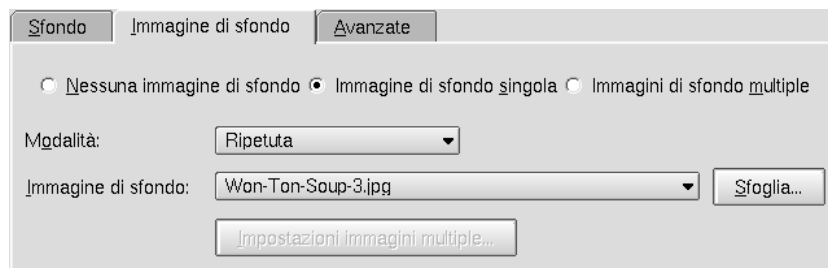 Sfondo Immagine di sfondo Avanzate
Nessuna immagine di sfondo Immagine di sfondo singola Immagini di sfondo multiple
Modalità: Ripetuta
Immagine di sfondo: Won-Ton-Soup-3.jpg Sfoglia...
Impostazioni immagini multiple...